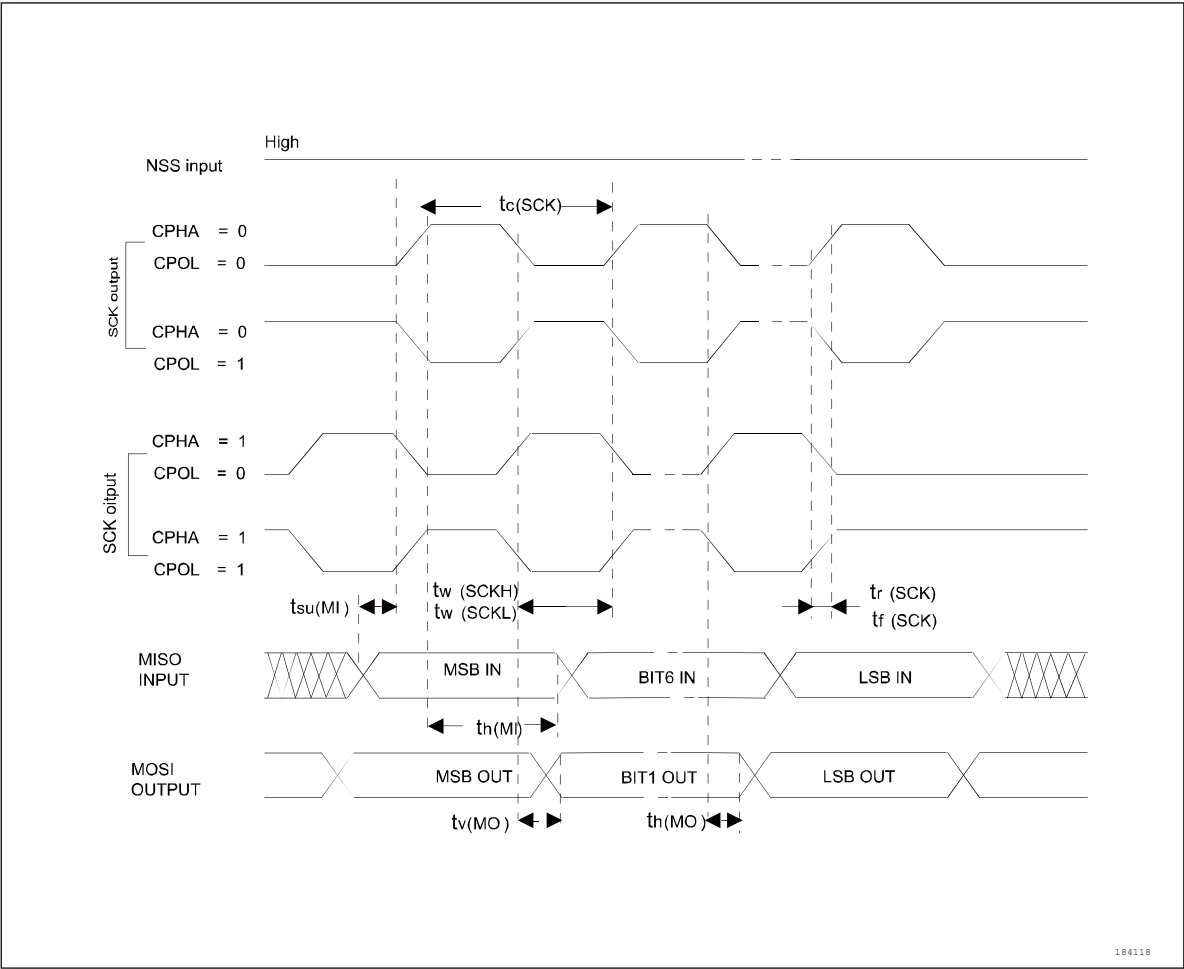 High
NSS input
tc(SCK)
CPHA = 0
CPOL = 0
SCK output
CPHA = 0
CPOL = 1
CPHA = 1
CPOL = 0
SCK oitput
CPHA = 1
CPOL = 1
tsu(MI)
tw (SCKH)
tw (SCKL)
tr (SCK)
tf (SCK)
MISO
INPUT
MSB IN
BIT6 IN
LSB IN
th(MI)
MOSI
OUTPUT
MSB OUT
BIT1 OUT
LSB OUT
tv(MO)
th(MO)
184118